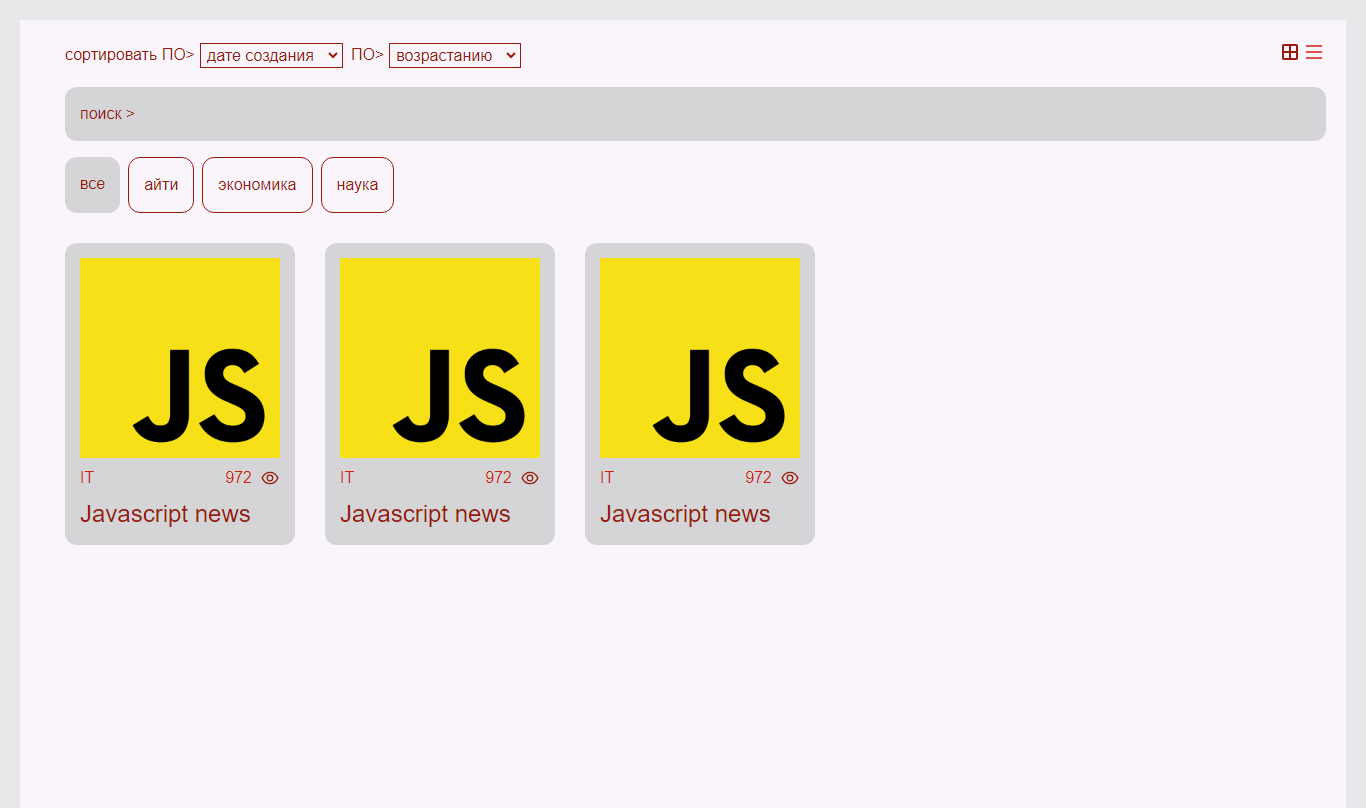 сортировать ПО> дате создания ПО> возрастанию
поиск >
все айти экономика наука
JS JS JS
IT 972 IT 972 IT 972
Javascript news Javascript news Javascript news